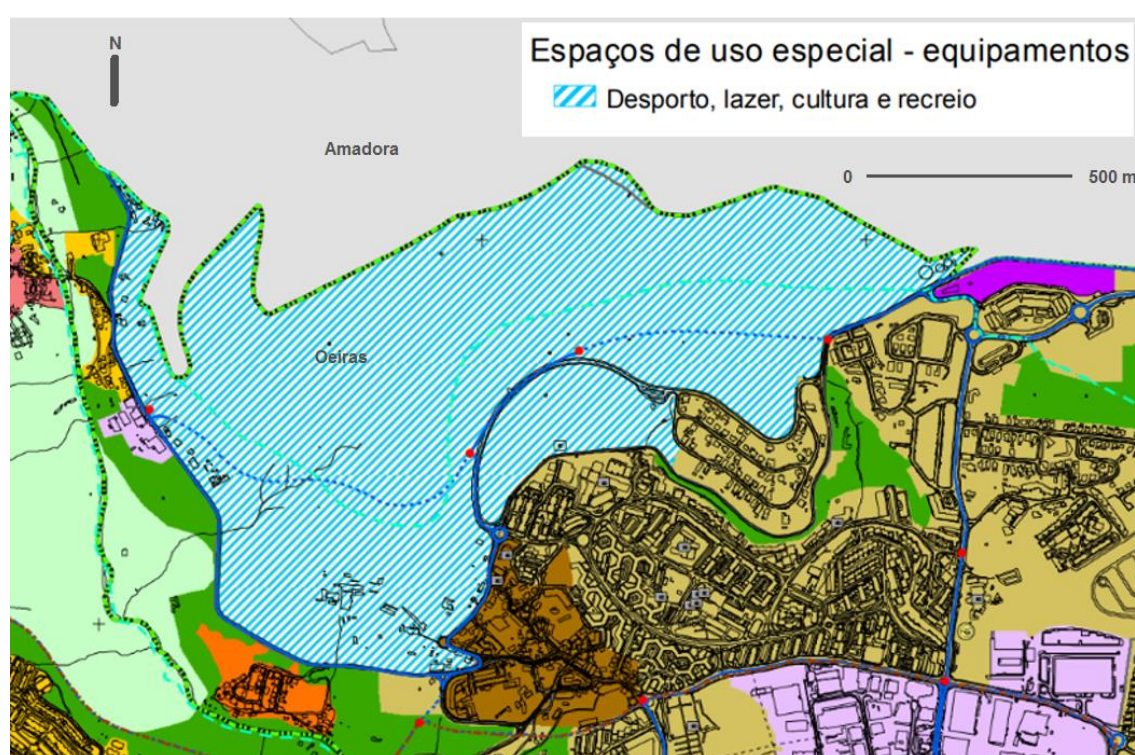 Espaços de uso especial - equipamentos
Desporto, lazer, cultura e recreio
N
Amadora
0 500 m
Oeiras